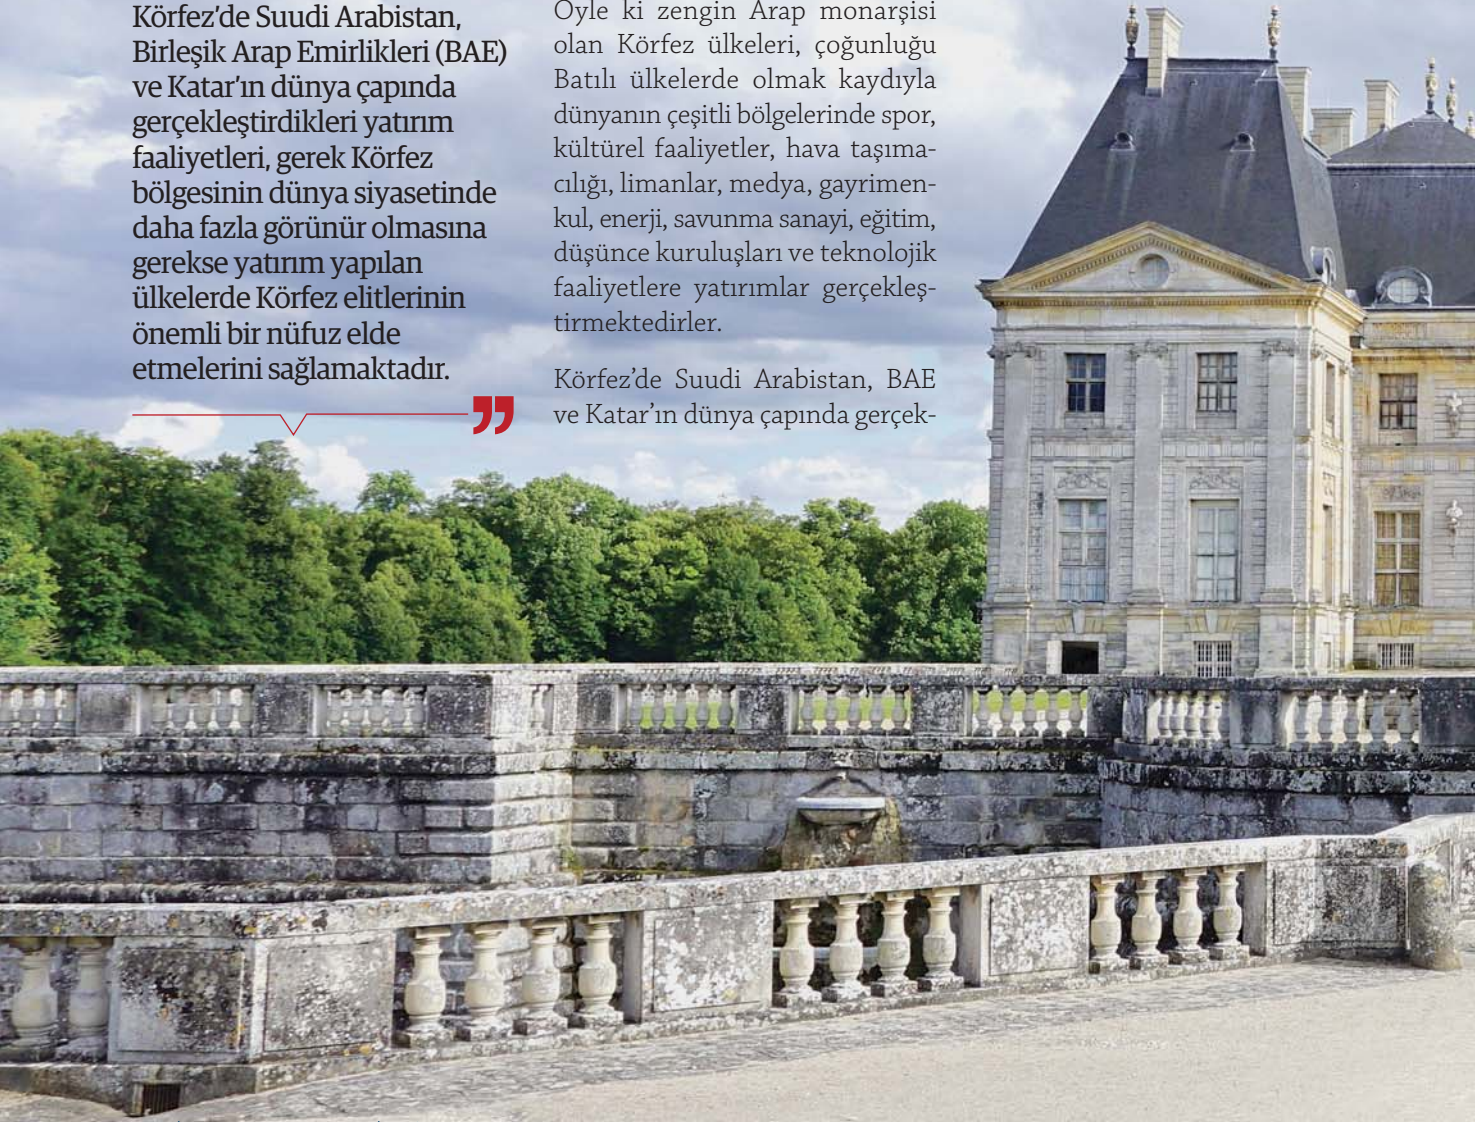 Körfez’de Suudi Arabistan,
Birleşik Arap Emirlikleri (BAE)
ve Katar’ın dünya çapında
gerçekleştirdikleri yatırım
faaliyetleri, gerek Körfez
bölgesinin dünya siyasetinde
daha fazla görünür olmasına
gerekse yatırım yapılan
ülkelerde Körfez elitlerinin
önemli bir nüfuz elde
etmelerini sağlamaktadır.
”
Öyle ki zengin Arap monarşisi
olan Körfez ülkeleri, çoğunluğu
Batılı ülkelerde olmak kaydıyla
dünyanın çeşitli bölgelerinde spor,
kültürel faaliyetler, hava taşıma-
cılığı, limanlar, medya, gayrimen-
kul, enerji, savunma sanayi, eğitim,
düşünce kuruluşları ve teknolojik
faaliyetlere yatırımlar gerçekleş-
tirmektedirler.
Körfez’de Suudi Arabistan, BAE
ve Katar’ın dünya çapında gerçek-